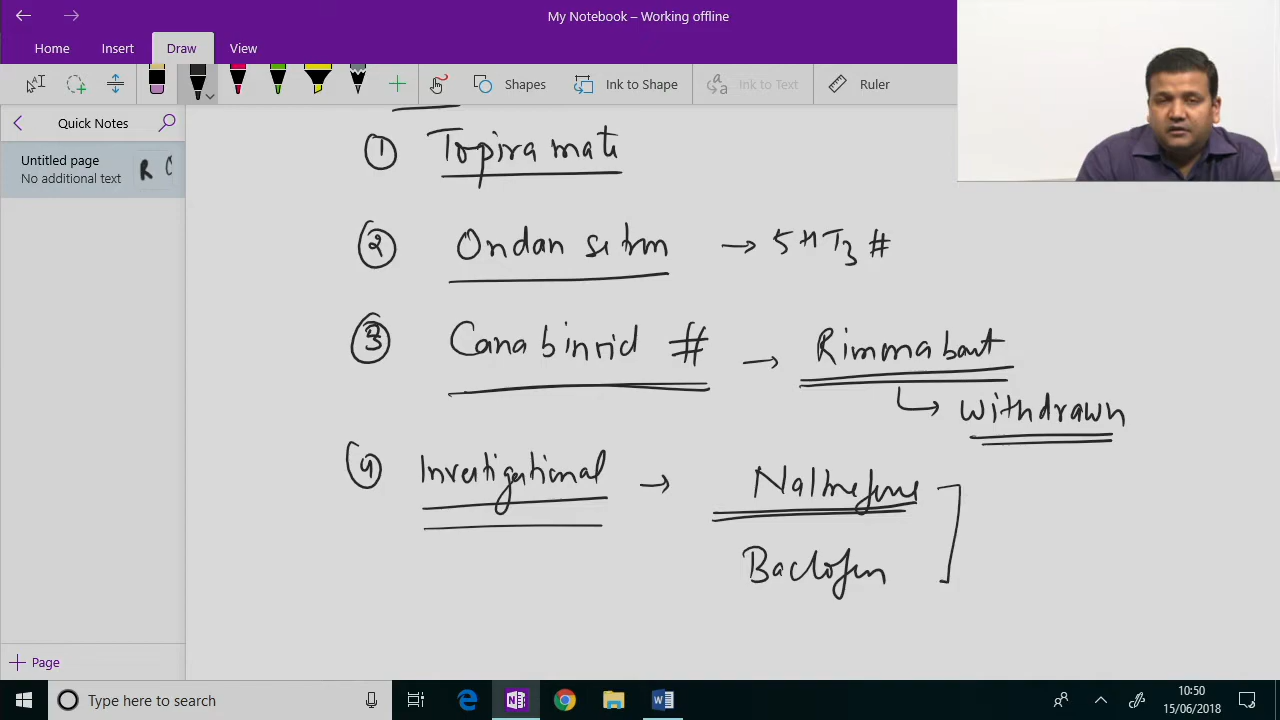 My Notebook – Working offline
Home Insert Draw View
Shapes Ink to Shape Ink to Text Ruler
Quick Notes
Untitled page
No additional text R
① Topiramate
② Ondansetron → 5HT3 #
③ Canabinoid # → Rimmabant
↳ Withdrawn
④ Investigational → Nalmefene
Baclofen
+ Page
Type here to search
10:50
15/06/2018